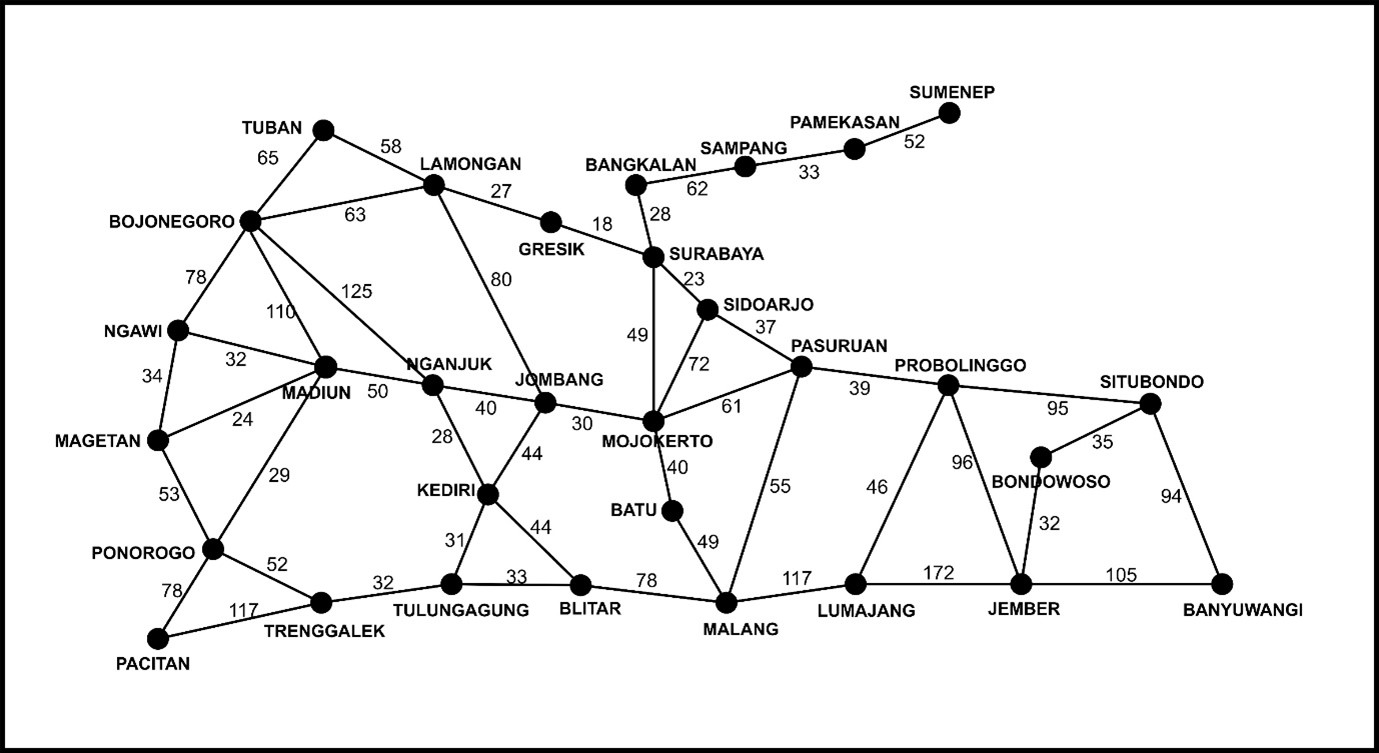 SUMENEP
PAMEKASAN
TUBAN
52
58
SAMPANG
65
LAMONGAN
BANGKALAN
33
27
62
BOJONEGORO
63
28
18
GRESIK
SURABAYA
78
80
23
125
SIDOARJO
110
37
NGAWI
49
PASURUAN
32
72
PROBOLINGGO
34
NGANJUK
JOMBANG
SITUBONDO
MADIUN
50
39
40
61
95
24
30
MAGETAN
MOJOKERTO
28
35
44
40
96
29
KEDIRI
55
46
BONDOWOSO
94
53
BATU
44
32
31
49
PONOROGO
52
32
33
78
117
172
105
78
117
TULUNGAGUNG
BLITAR
LUMAJANG
JEMBER
BANYUWANGI
TRENGGALEK
MALANG
PACITAN